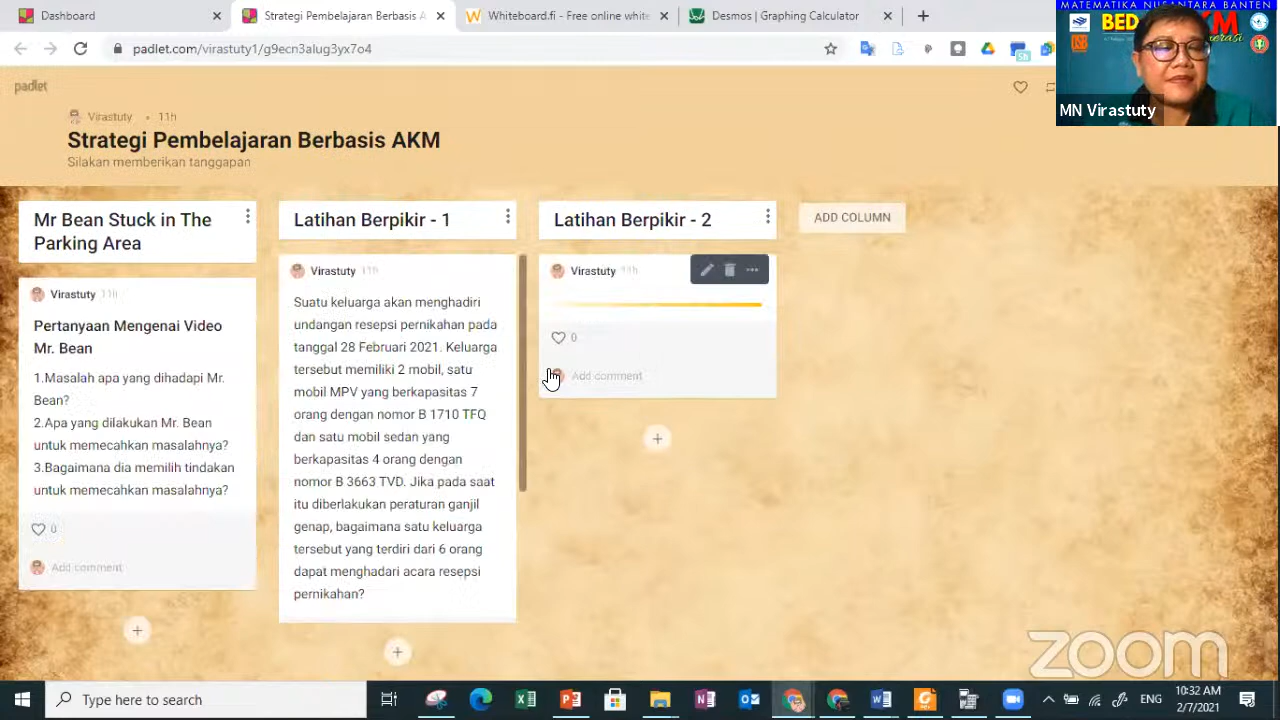 Dashboard
Strategi Pembelajaran Berbasis A
Whiteboard.fi - Free online white
Desmos | Graphing Calculator
MATEMATIKA NUSANTARA BANTEN
padlet.com/virastuty1/g9ecn3alug3yx7o4
MN Virastuty
padlet
Virastuty • 11h
Strategi Pembelajaran Berbasis AKM
Silakan memberikan tanggapan
Mr Bean Stuck in The
Parking Area
Virastuty 11h
Pertanyaan Mengenai Video
Mr. Bean
1.Masalah apa yang dihadapi Mr.
Bean?
2.Apa yang dilakukan Mr. Bean
untuk memecahkan masalahnya?
3.Bagaimana dia memilih tindakan
untuk memecahkan masalahnya?
0
Add comment
Latihan Berpikir - 1
Virastuty 11h
Suatu keluarga akan menghadiri
undangan resepsi pernikahan pada
tanggal 28 Februari 2021. Keluarga
tersebut memiliki 2 mobil, satu
mobil MPV yang berkapasitas 7
orang dengan nomor B 1710 TFQ
dan satu mobil sedan yang
berkapasitas 4 orang dengan
nomor B 3663 TVD. Jika pada saat
itu diberlakukan peraturan ganjil
genap, bagaimana satu keluarga
tersebut yang terdiri dari 6 orang
dapat menghadari acara resepsi
pernikahan?
Latihan Berpikir - 2
Virastuty 11h
0
Add comment
ADD COLUMN
zoom
Type here to search
ENG
10:32 AM
2/7/2021